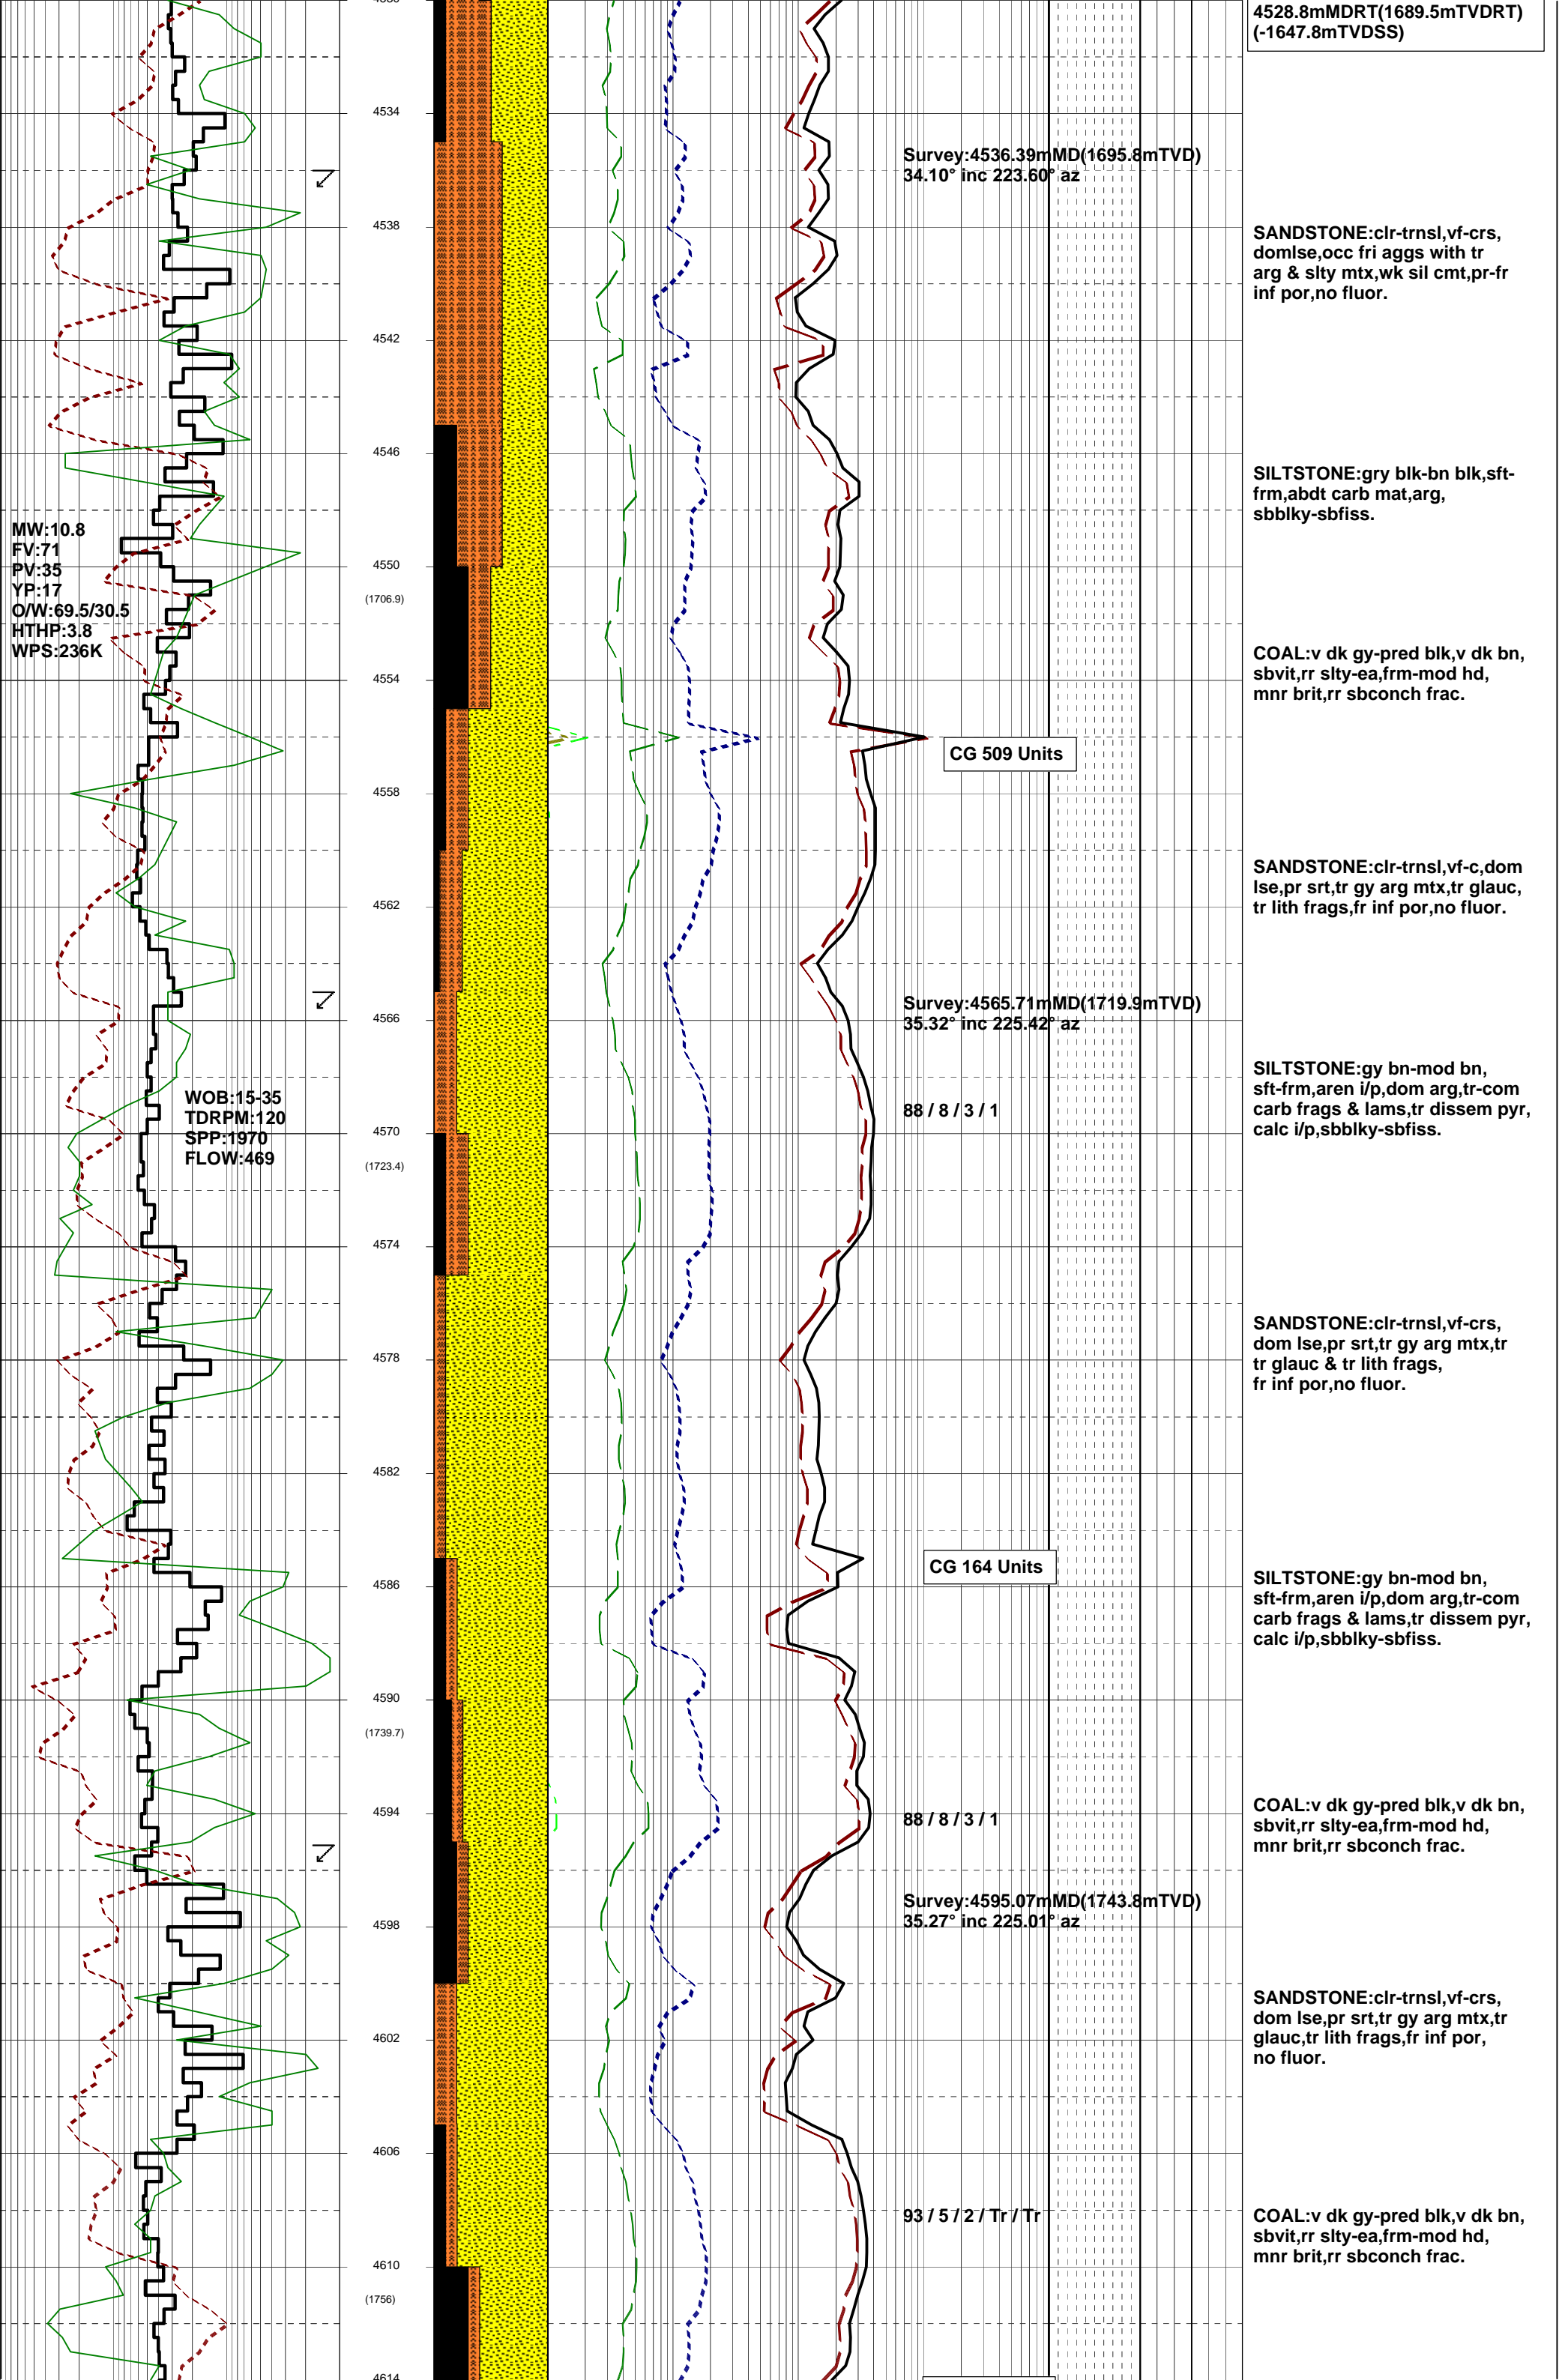 4528.8mMDRT(1689.5mTVDRT)
(-1647.8mTVDSS)
4534
Survey:4536.39mMD(1695.8mTVD)
34.10° inc 223.60° az
4538
SANDSTONE:clr-trnsl,vf-crs,
domlse,occ fri aggs with tr
arg & slty mtx,wk sil cmt,pr-fr
inf por,no fluor.
4542
4546
SILTSTONE:gry blk-bn blk,sft-
frm,abdt carb mat,arg,
sbblky-sbfiss.
MW:10.8
FV:71
PV:35
YP:17
O/W:69.5/30.5
HTHP:3.8
WPS:236K
4550
(1706.9)
COAL:v dk gy-pred blk,v dk bn,
sbvit,rr slty-ea,frm-mod hd,
mnr brit,rr sbconch frac.
4554
CG 509 Units
4558
SANDSTONE:clr-trnsl,vf-c,dom
lse,pr srt,tr gy arg mtx,tr glauc,
tr lith frags,fr inf por,no fluor.
4562
Survey:4565.71mMD(1719.9mTVD)
35.32° inc 225.42° az
4566
SILTSTONE:gy bn-mod bn,
sft-frm,aren i/p,dom arg,tr-com
carb frags & lams,tr dissem pyr,
calc i/p,sbblky-sbfiss.
WOB:15-35
TDRPM:120
SPP:1970
FLOW:469
88 / 8 / 3 / 1
4570
(1723.4)
4574
SANDSTONE:clr-trnsl,vf-crs,
dom lse,pr srt,tr gy arg mtx,tr
tr glauc & tr lith frags,
fr inf por,no fluor.
4578
4582
CG 164 Units
4586
SILTSTONE:gy bn-mod bn,
sft-frm,aren i/p,dom arg,tr-com
carb frags & lams,tr dissem pyr,
calc i/p,sbblky-sbfiss.
4590
(1739.7)
4594
88 / 8 / 3 / 1
COAL:v dk gy-pred blk,v dk bn,
sbvit,rr slty-ea,frm-mod hd,
mnr brit,rr sbconch frac.
Survey:4595.07mMD(1743.8mTVD)
35.27° inc 225.01° az
4598
SANDSTONE:clr-trnsl,vf-crs,
dom lse,pr srt,tr gy arg mtx,tr
glauc,tr lith frags,fr inf por,
no fluor.
4602
4606
93 / 5 / 2 / Tr / Tr
COAL:v dk gy-pred blk,v dk bn,
sbvit,rr slty-ea,frm-mod hd,
mnr brit,rr sbconch frac.
4610
(1756)
4614